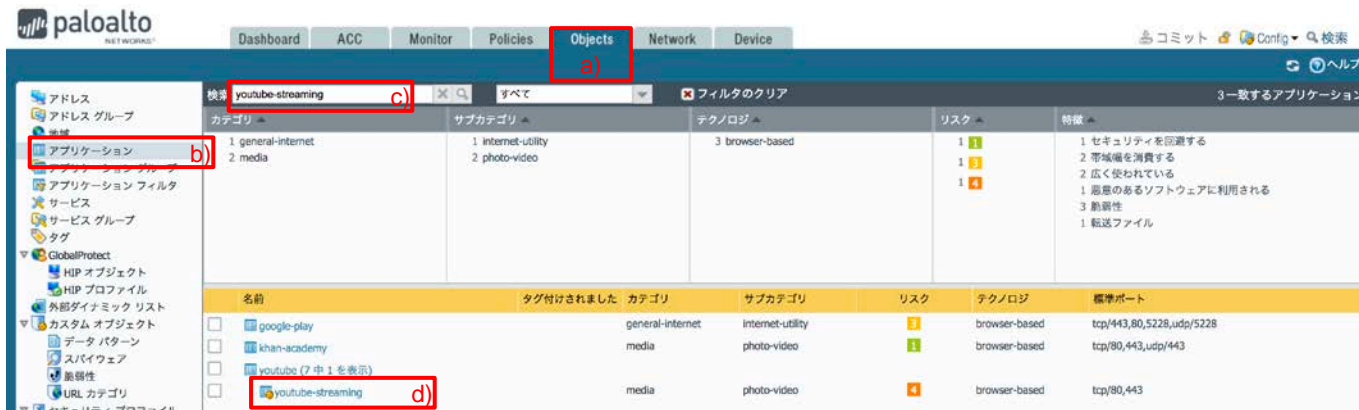 paloalto
NETWORKS
Dashboard ACC Monitor Policies Objects Network Device
コミット Config 検索
a)
ヘルプ
検索 youtube-streaming c) すべて フィルタのクリア 3一致するアプリケーション
アドレス
アドレス グループ
地域
アプリケーション b)
アプリケーション グループ
アプリケーション フィルタ
サービス
サービス グループ
タグ
GlobalProtect
HIP オブジェクト
HIP プロファイル
外部ダイナミック リスト
カスタム オブジェクト
データ パターン
スパイウェア
脆弱性
URL カテゴリ
カテゴリ サブカテゴリ テクノロジ リスク 特徴
1 general-internet 1 internet-utility 3 browser-based 1 1 1 セキュリティを回避する
2 media 2 photo-video 1 3 2 帯域幅を消費する
1 4 2 広く使われている
1 悪意のあるソフトウェアに利用される
3 脆弱性
1 転送ファイル
名前 タグ付けされました カテゴリ サブカテゴリ リスク テクノロジ 標準ポート
google-play general-internet internet-utility 3 browser-based tcp/443,80,5228,udp/5228
khan-academy media photo-video 1 browser-based tcp/80,443,udp/443
youtube (7 中 1 を表示)
youtube-streaming d) media photo-video 4 browser-based tcp/80,443